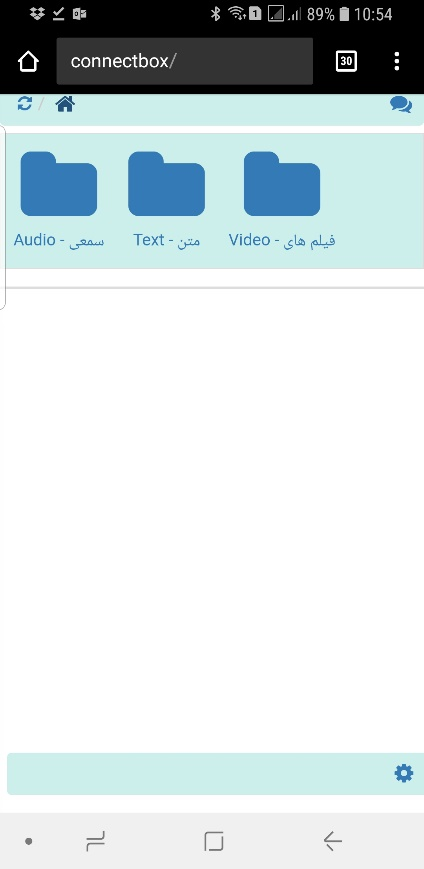 89% 10:54
connectbox/ 30
Audio - سمعی
Text - متن
Video - فیلم های